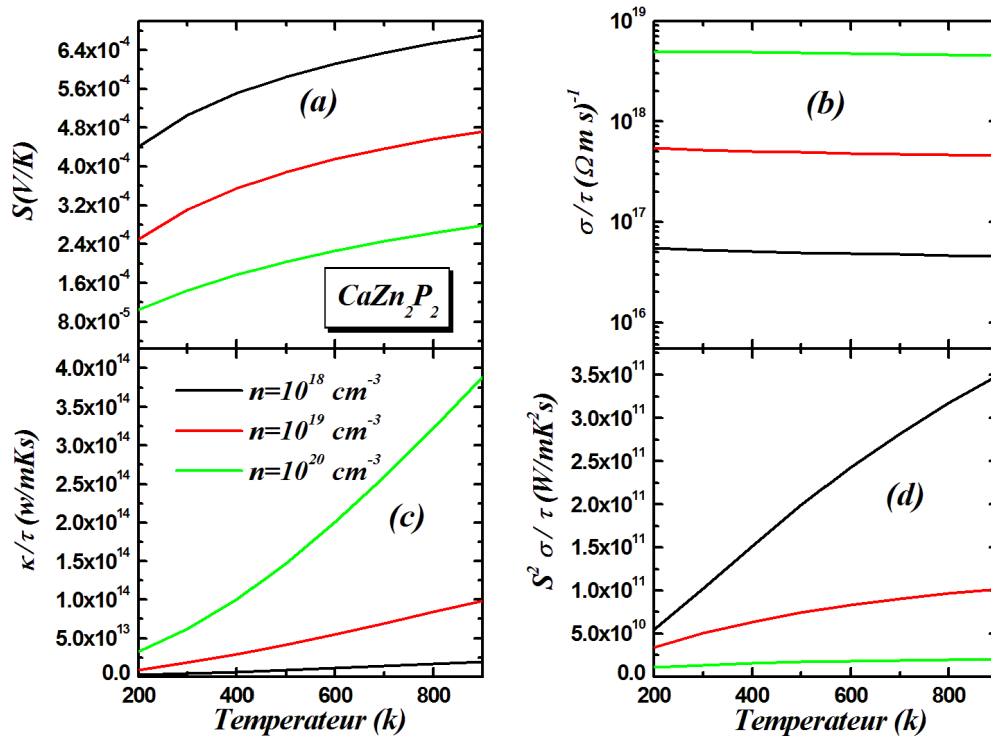 6.4x10⁻⁴
5.6x10⁻⁴
4.8x10⁻⁴
4.0x10⁻⁴
3.2x10⁻⁴
2.4x10⁻⁴
1.6x10⁻⁴
8.0x10⁻⁵
S(V/K)
(a)
CaZn₂P₂
10¹⁹
10¹⁸
10¹⁷
10¹⁶
σ/τ (Ω m s)⁻¹
(b)
4.0x10¹⁴
3.5x10¹⁴
3.0x10¹⁴
2.5x10¹⁴
2.0x10¹⁴
1.5x10¹⁴
1.0x10¹⁴
5.0x10¹³
0.0
κ/τ (w/mKs)
n=10¹⁸ cm⁻³
n=10¹⁹ cm⁻³
n=10²⁰ cm⁻³
(c)
200 400 600 800
Temperateur (k)
3.5x10¹¹
3.0x10¹¹
2.5x10¹¹
2.0x10¹¹
1.5x10¹¹
1.0x10¹¹
5.0x10¹⁰
0.0
S² σ/τ (W/mK²s)
(d)
200 400 600 800
Temperateur (k)